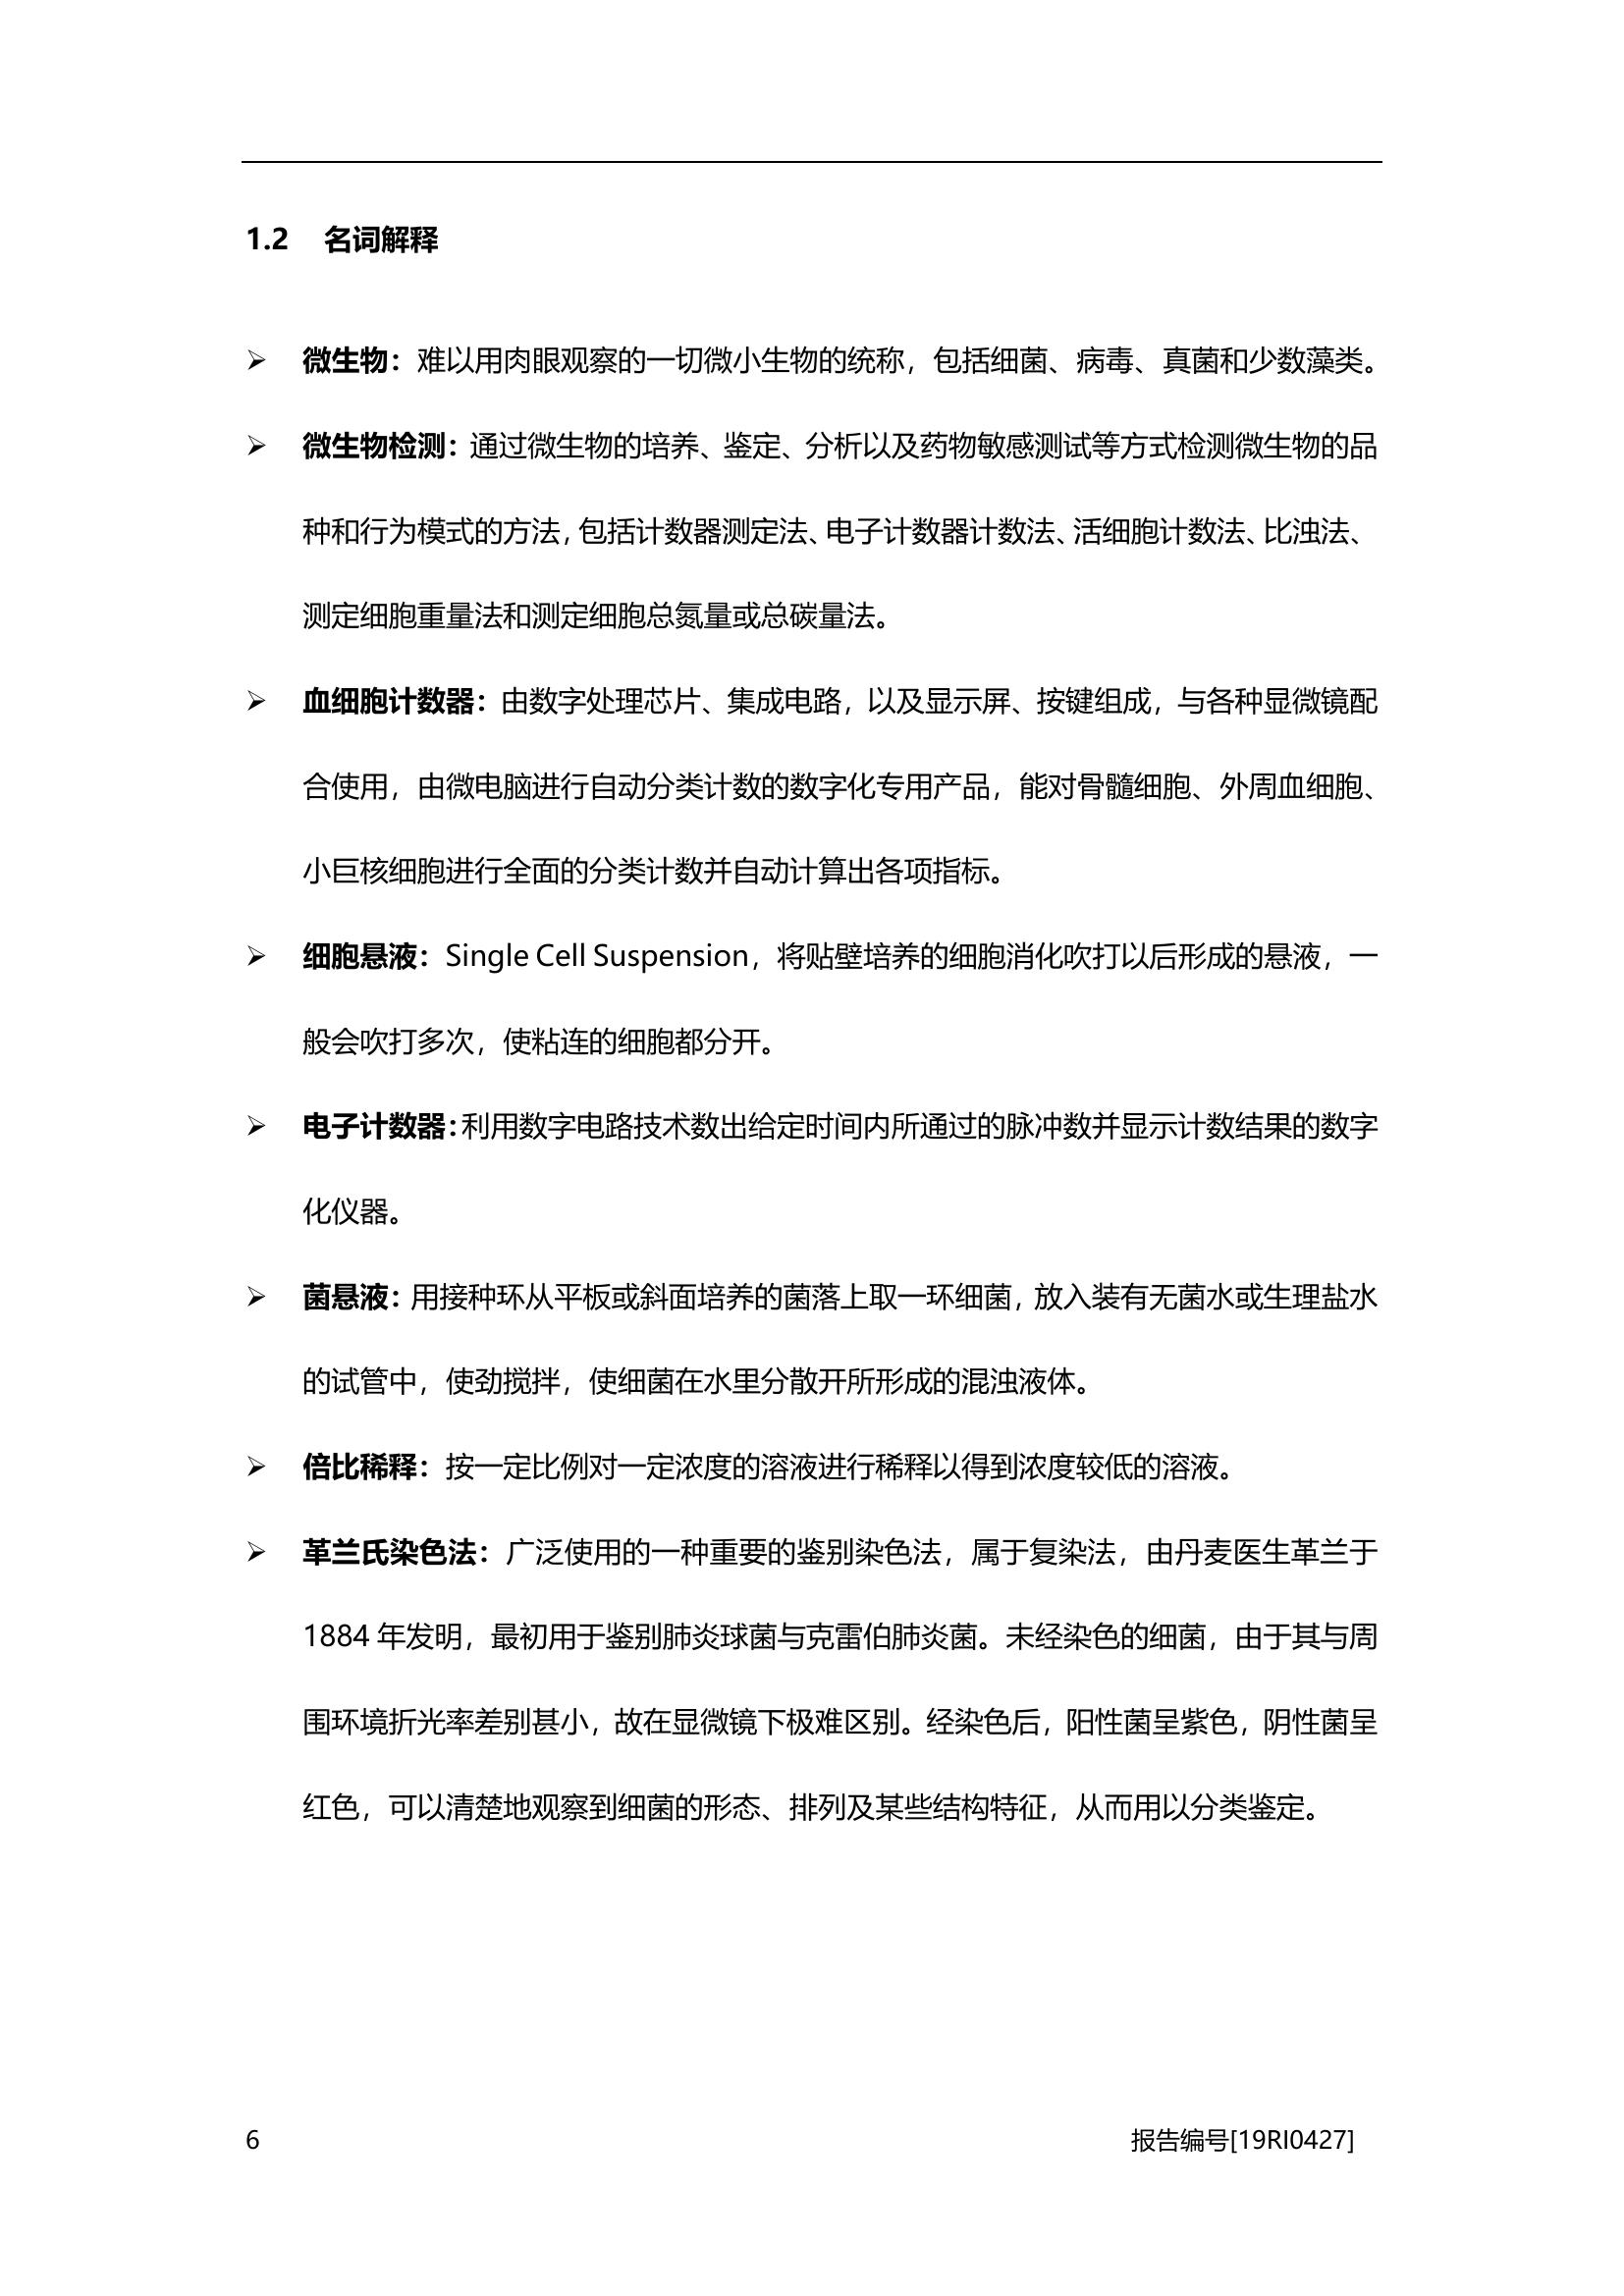 1.2 名词解释
➢ 微生物：难以用肉眼观察的一切微小生物的统称，包括细菌、病毒、真菌和少数藻类。
➢ 微生物检测：通过微生物的培养、鉴定、分析以及药物敏感测试等方式检测微生物的品
种和行为模式的方法，包括计数器测定法、电子计数器计数法、活细胞计数法、比浊法、
测定细胞重量法和测定细胞总氮量或总碳量法。
➢ 血细胞计数器：由数字处理芯片、集成电路，以及显示屏、按键组成，与各种显微镜配
合使用，由微电脑进行自动分类计数的数字化专用产品，能对骨髓细胞、外周血细胞、
小巨核细胞进行全面的分类计数并自动计算出各项指标。
➢ 细胞悬液：Single Cell Suspension，将贴壁培养的细胞消化吹打以后形成的悬液，一
般会吹打多次，使粘连的细胞都分开。
➢ 电子计数器：利用数字电路技术数出给定时间内所通过的脉冲数并显示计数结果的数字
化仪器。
➢ 菌悬液：用接种环从平板或斜面培养的菌落上取一环细菌，放入装有无菌水或生理盐水
的试管中，使劲搅拌，使细菌在水里分散开所形成的混浊液体。
➢ 倍比稀释：按一定比例对一定浓度的溶液进行稀释以得到浓度较低的溶液。
➢ 革兰氏染色法：广泛使用的一种重要的鉴别染色法，属于复染法，由丹麦医生革兰于
1884 年发明，最初用于鉴别肺炎球菌与克雷伯肺炎菌。未经染色的细菌，由于其与周
围环境折光率差别甚小，故在显微镜下极难区别。经染色后，阳性菌呈紫色，阴性菌呈
红色，可以清楚地观察到细菌的形态、排列及某些结构特征，从而用以分类鉴定。
6 报告编号[19RI0427]